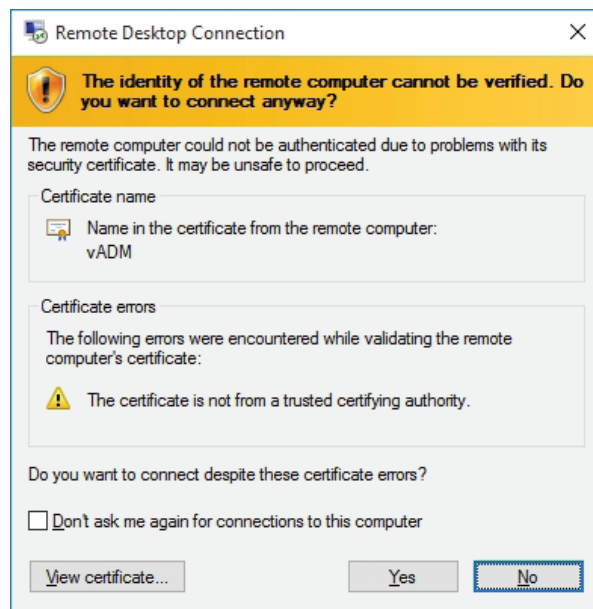 Remote Desktop Connection
The identity of the remote computer cannot be verified. Do
you want to connect anyway?
The remote computer could not be authenticated due to problems with its
security certificate. It may be unsafe to proceed.
Certificate name
Name in the certificate from the remote computer:
vADM
Certificate errors
The following errors were encountered while validating the remote
computer's certificate:
The certificate is not from a trusted certifying authority.
Do you want to connect despite these certificate errors?
Don't ask me again for connections to this computer
View certificate... Yes No